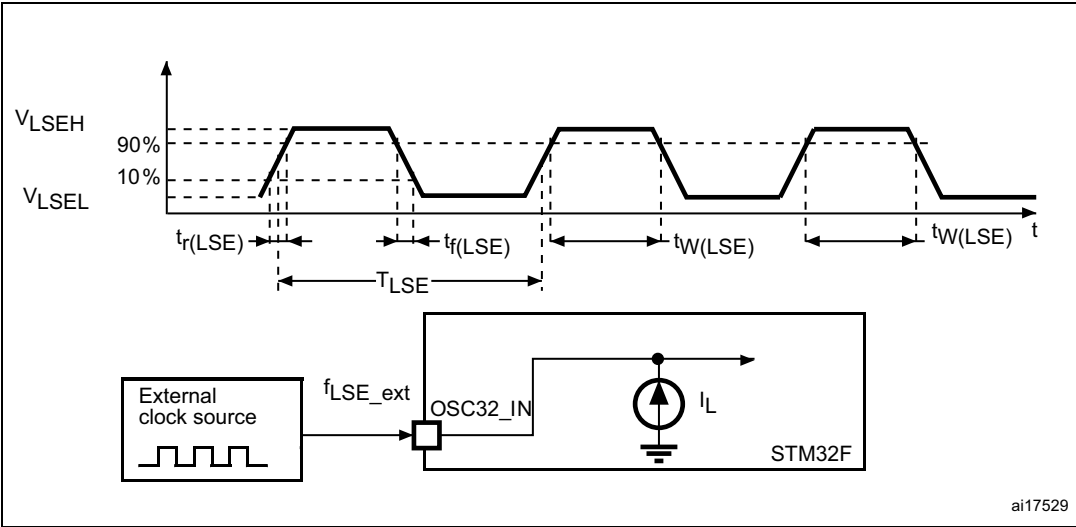 VLSEH
90%
10%
VLSEL
tr(LSE)
tf(LSE)
tW(LSE)
tW(LSE)
t
TLSE
External
clock source
fLSE_ext
OSC32_IN
IL
STM32F
ai17529